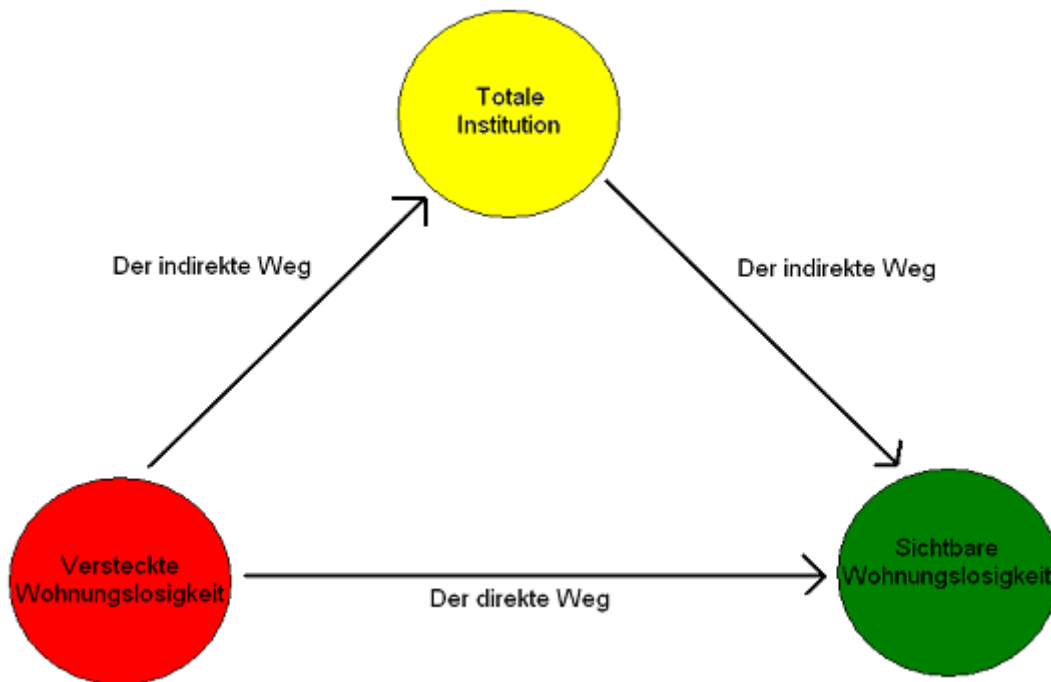 Totale
Institution
Der indirekte Weg
Der indirekte Weg
Versteckte
Wohnungslosigkeit
Der direkte Weg
Sichtbare
Wohnungslosigkeit